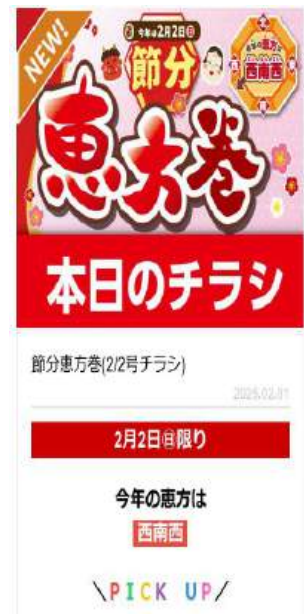 NEW!
今年は2月2日㊐
節分
今年の恵方は
西南西
恵方巻
本日のチラシ
節分恵方巻(2/2号チラシ)
2025.02.01
2月2日㊐限り
今年の恵方は
西南西
\PICK UP/